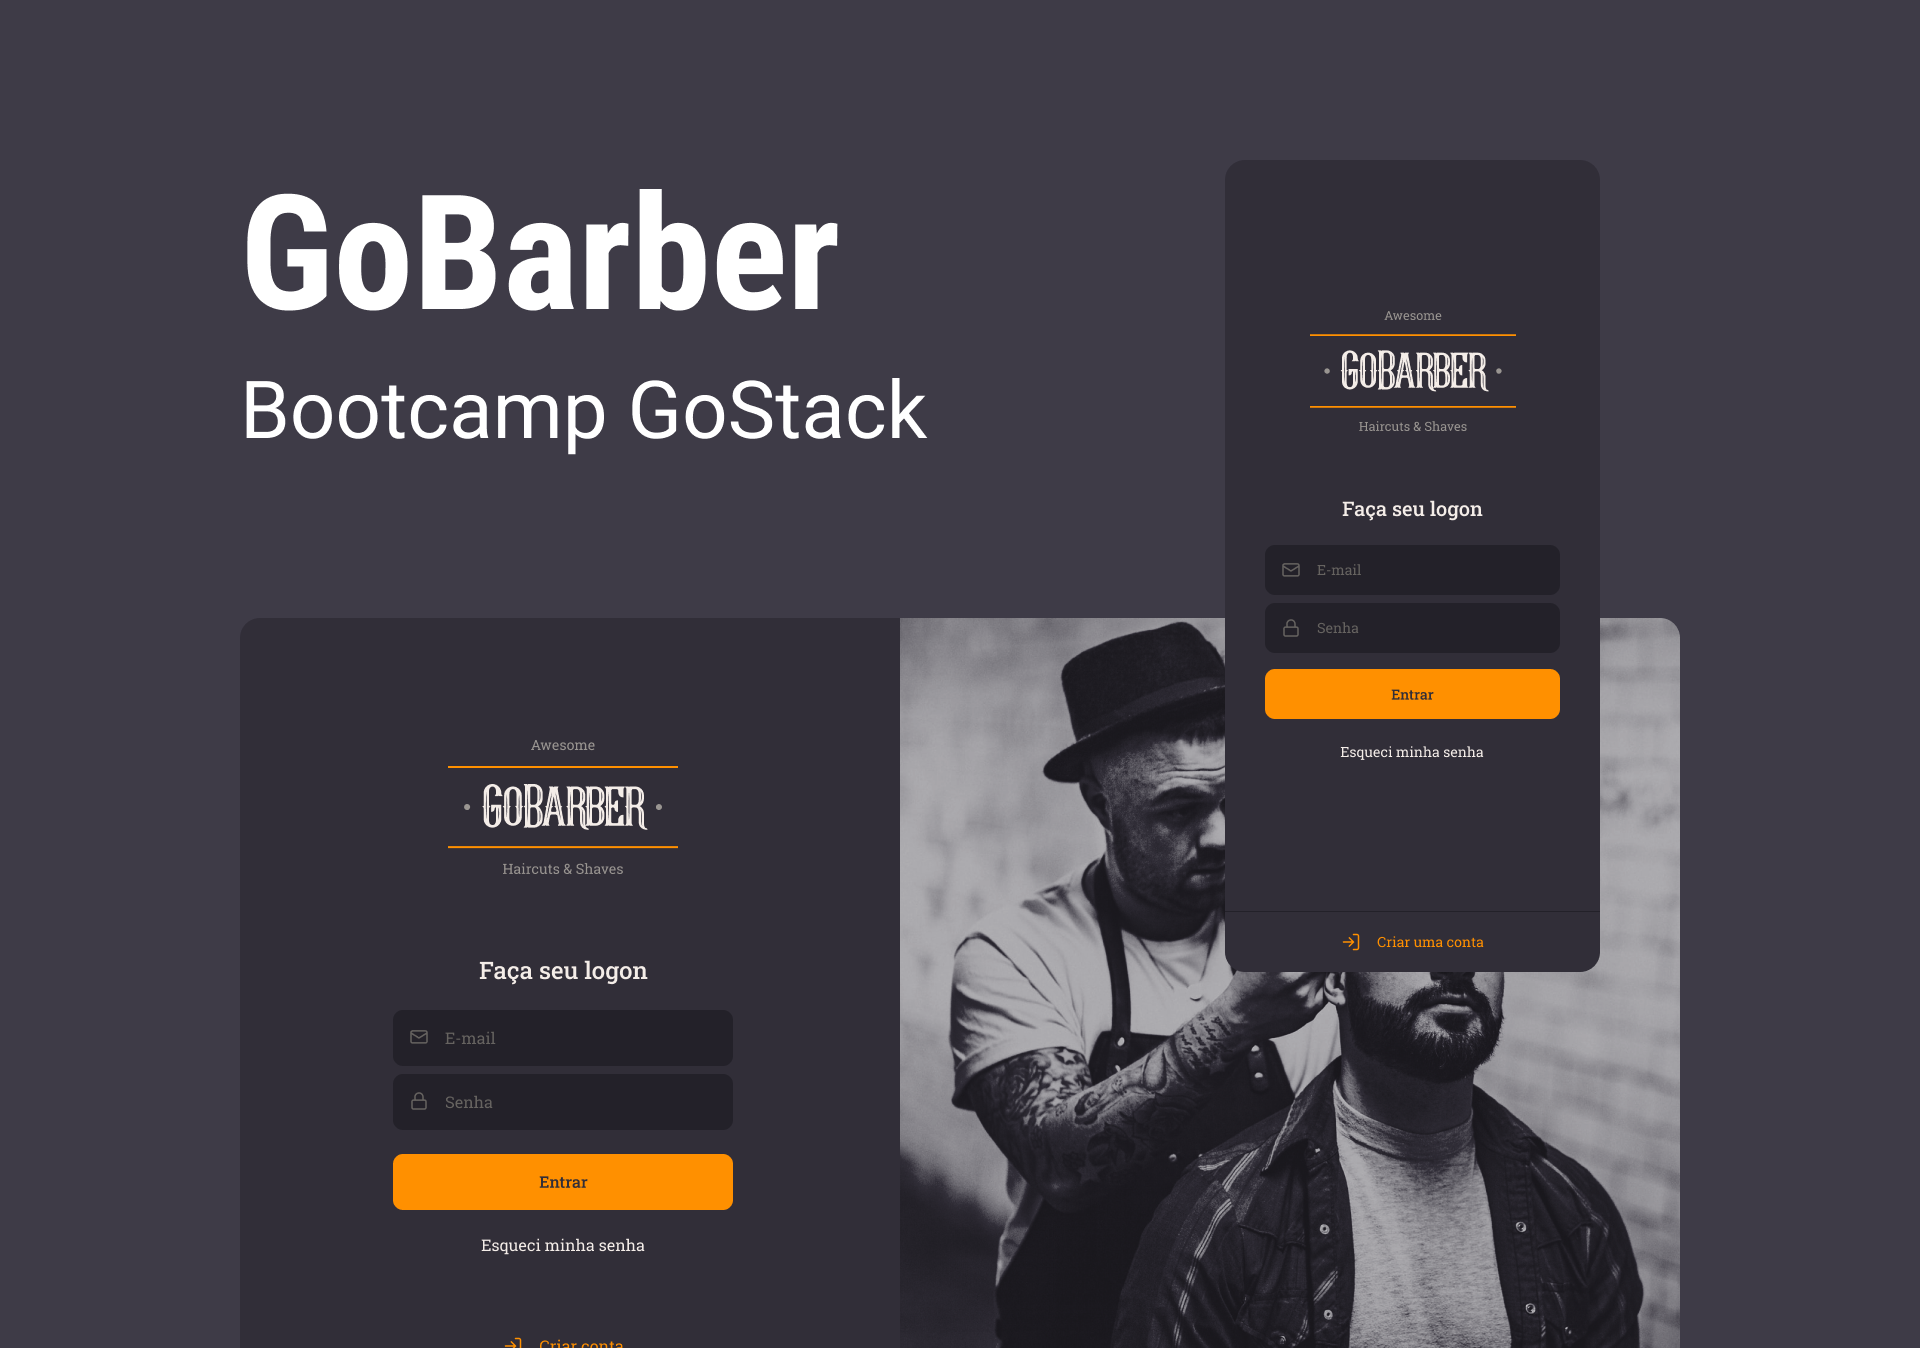 GoBarber
Bootcamp GoStack
Awesome
GOBARBER
Haircuts & Shaves
Faça seu logon
E-mail
Senha
Entrar
Esqueci minha senha
Criar uma conta
Awesome
GOBARBER
Haircuts & Shaves
Faça seu logon
E-mail
Senha
Entrar
Esqueci minha senha
Criar conta